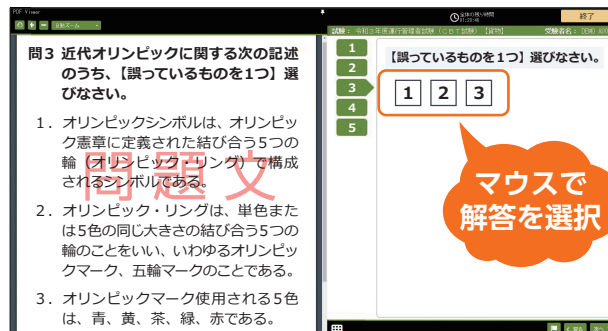 PDF Viewer
自動ズーム
問3 近代オリンピックに関する次の記述
のうち、【誤っているものを1つ】選
びなさい。
1. オリンピックシンボルは、オリンピッ
ク憲章に定義された結び合う5つの
輪（オリンピック・リング）で構成
されるシンボルである。
2. オリンピック・リングは、単色また
は5色の同じ大きさの結び合う5つの
輪のことをいい、いわゆるオリンピッ
クマーク、五輪マークのことである。
3. オリンピックマーク使用される5色
は、青、黄、茶、緑、赤である。
問題文
全体の残り時間
終了
試験： 令和3年度運行管理者試験（CBT試験）【貨物】
受験者名： DEMO
1
2
3
4
5
【誤っているものを1つ】選びなさい。
1 2 3
マウスで
解答を選択
戻る